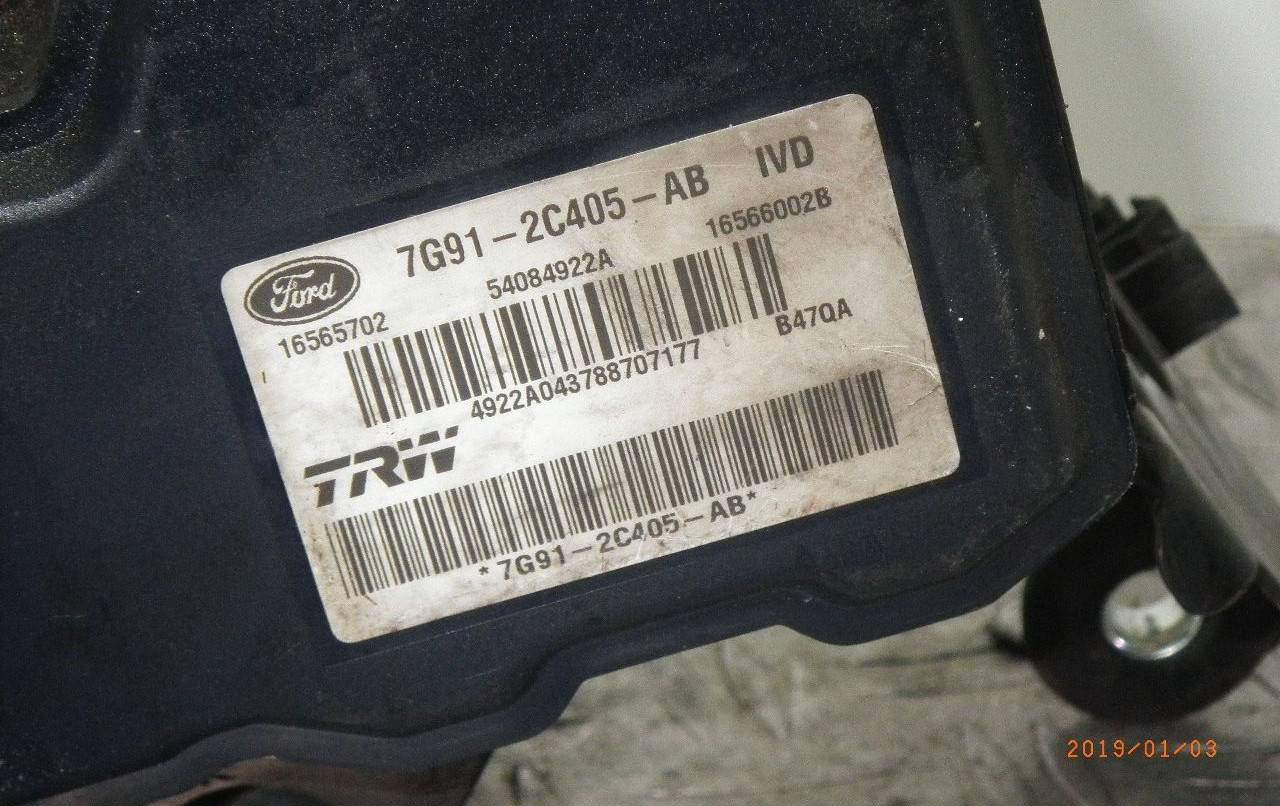 7G91-2C405-AB IVD
Ford
54084922A 16566002B
16565702
B47QA
4922A043788707177
TRW
*7G91-2C405-AB*
2019/01/03